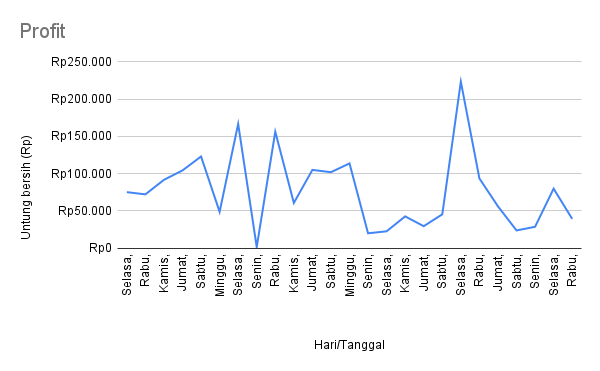 Profit
Untung bersih (Rp)
Rp250.000
Rp200.000
Rp150.000
Rp100.000
Rp50.000
Rp0
Selasa,
Rabu,
Kamis,
Jumat,
Sabtu,
Minggu,
Selasa,
Senin,
Rabu,
Kamis,
Jumat,
Sabtu,
Minggu,
Senin,
Selasa,
Kamis,
Jumat,
Sabtu,
Selasa,
Rabu,
Jumat,
Sabtu,
Senin,
Selasa,
Rabu,
Hari/Tanggal